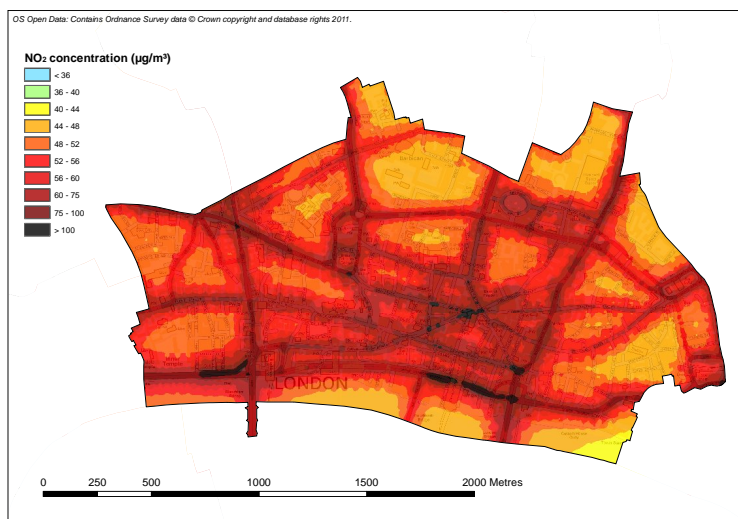 OS Open Data: Contains Ordnance Survey data © Crown copyright and database rights 2011.
NO₂ concentration (µg/m³)
< 36
36 - 40
40 - 44
44 - 48
48 - 52
52 - 56
56 - 60
60 - 75
75 - 100
> 100
LONDON
0 250 500 1000 1500 2000 Metres